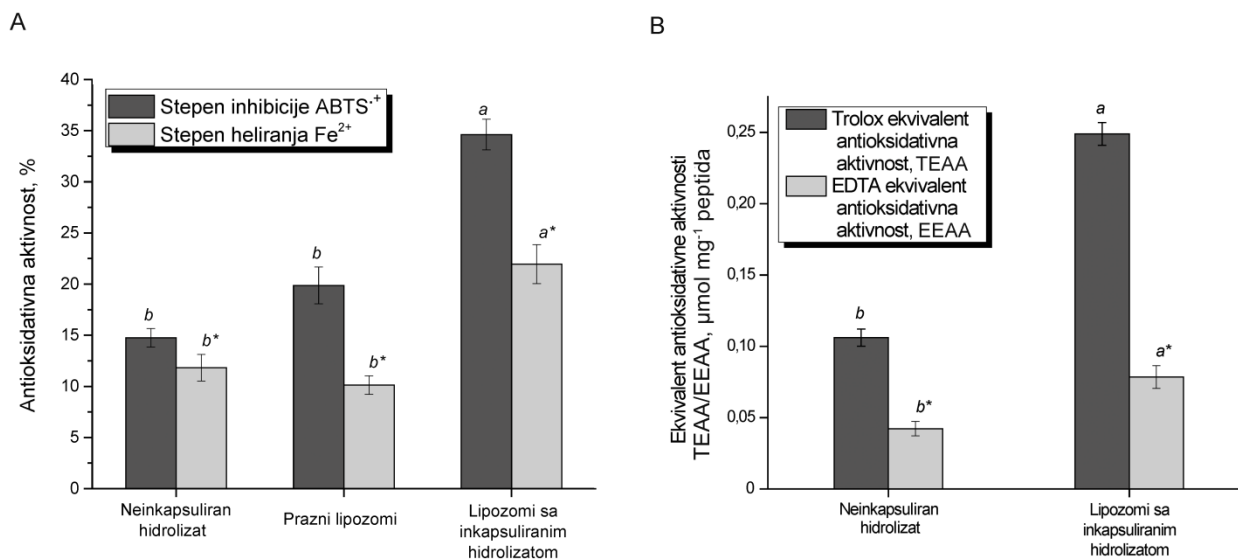 A
Antioksidativna aktivnost, %
40
35
30
25
20
15
10
5
0
Stepen inhibicije ABTS·⁺
Stepen heliranja Fe²⁺
b
b*
b
b*
a
a*
Neinkapsuliran
hidrolizat
Prazni lipozomi
Lipozomi sa
inkapsuliranim
hidrolizatom
B
Ekvivalent antioksidativne aktivnosti
TEAA/EEAA, μmol mg⁻¹ peptida
0,25
0,20
0,15
0,10
0,05
0,00
Trolox ekvivalent
antioksidativna
aktivnost, TEAA
EDTA ekvivalent
antioksidativna
aktivnost, EEAA
b
b*
a
a*
Neinkapsuliran
hidrolizat
Lipozomi sa
inkapsuliranim
hidrolizatom